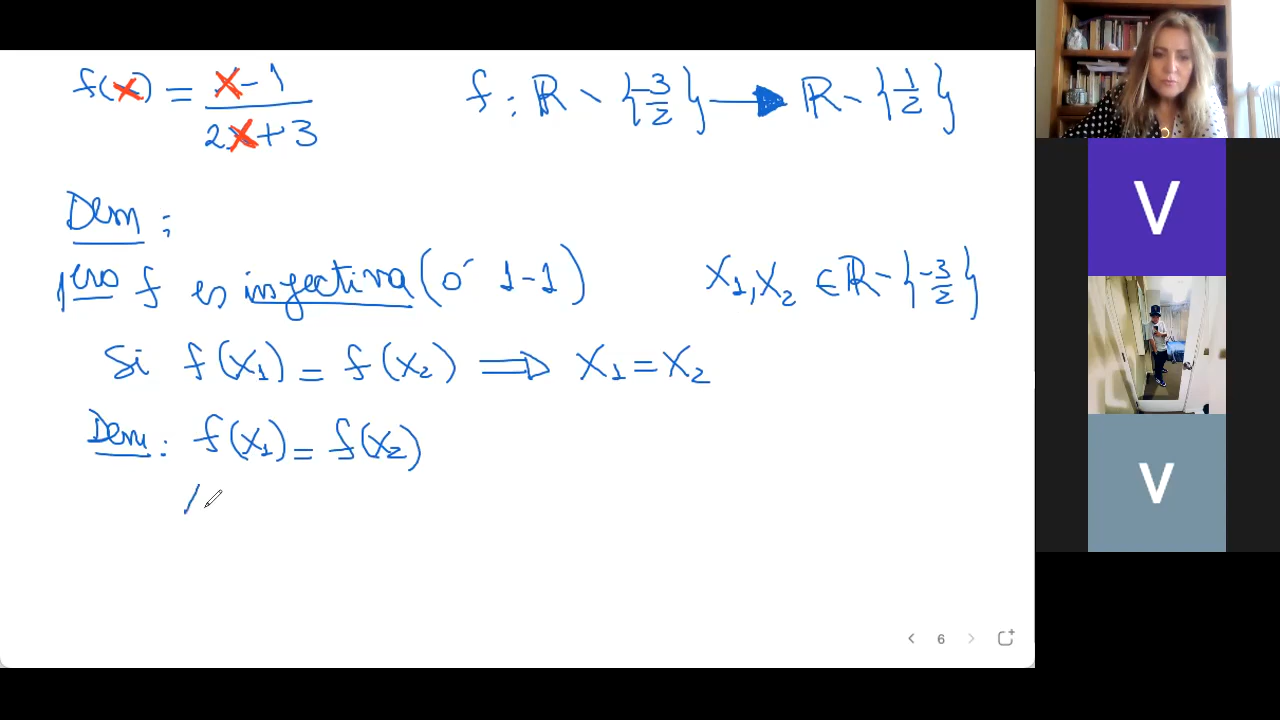 f(x) = x-1 / 2x+3    f : ℝ - {-3/2} → ℝ - {1/2}
Dem :
pero f es inyectiva (ó 1-1)    x₁,x₂ ∈ ℝ - {-3/2}
Si f(x₁) = f(x₂) ⟹ x₁ = x₂
Dem : f(x₁) = f(x₂)
6
V
V